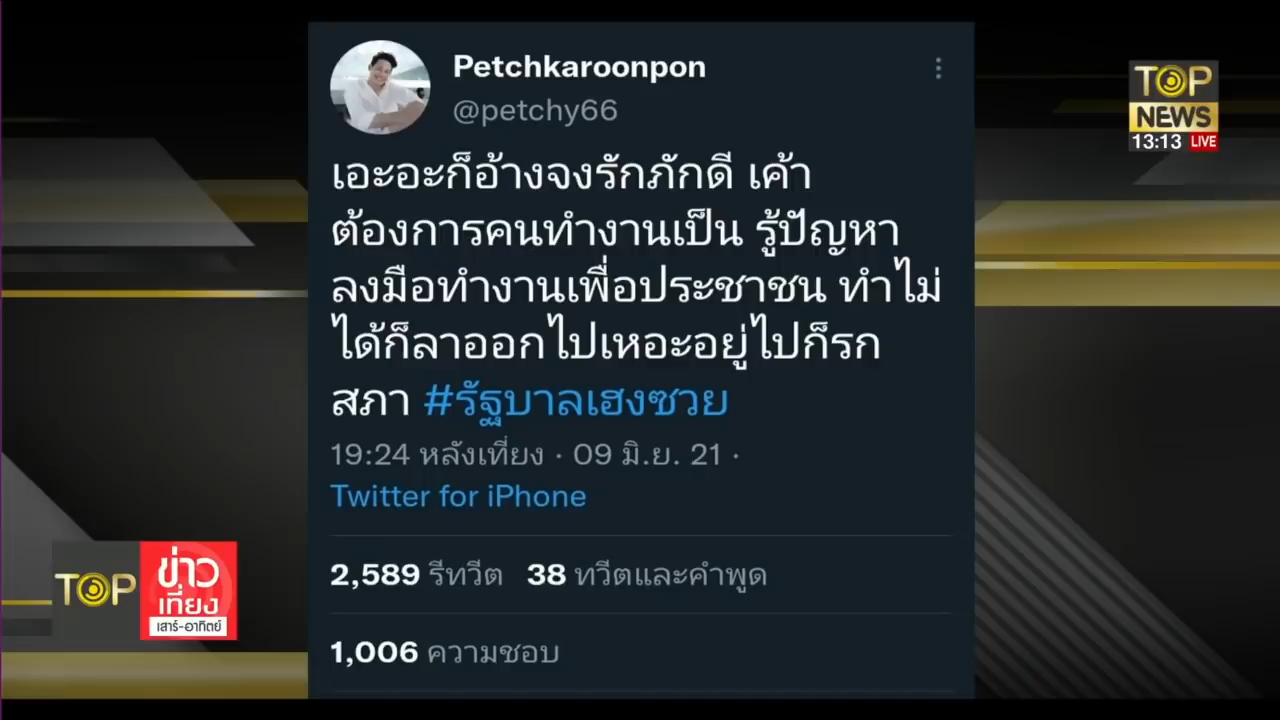 Petchkaroonpon
@petchy66
เอะอะก็อ้างจงรักภักดี เค้า
ต้องการคนทำงานเป็น รู้ปัญหา
ลงมือทำงานเพื่อประชาชน ทำไม่
ได้ก็ลาออกไปเหอะอยู่ไปก็รก
สภา #รัฐบาลเฮงซวย
19:24 หลังเที่ยง · 09 มิ.ย. 21 ·
Twitter for iPhone
2,589 รีทวีต 38 ทวีตและคำพูด
1,006 ความชอบ
TOP
NEWS
13:13 LIVE
TOP
ข่าว
เที่ยง
เสาร์-อาทิตย์